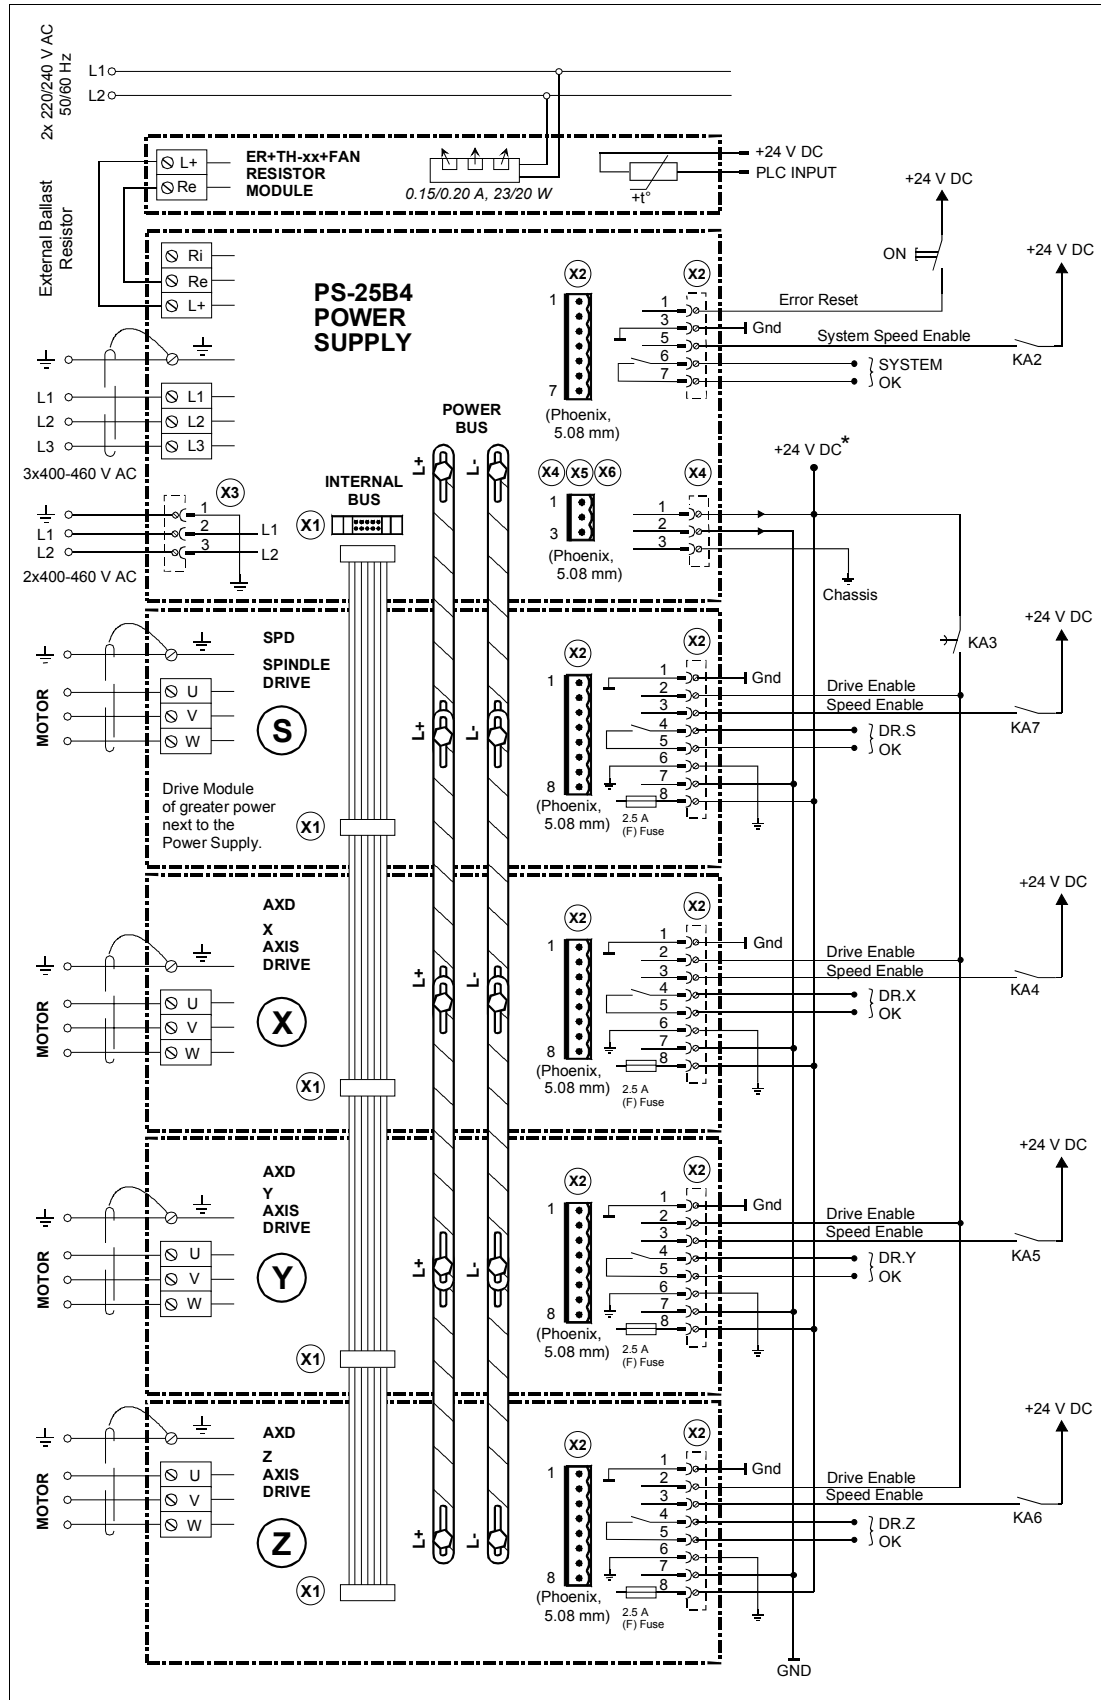 2x 220/240 V AC
50/60 Hz
L1
L2
L+
Re
ER+TH-xx+FAN
RESISTOR
MODULE
0.15/0.20 A, 23/20 W
+t°
+24 V DC
PLC INPUT
External Ballast
Resistor
Ri
Re
L+
PS-25B4
POWER
SUPPLY
X2
1
7
(Phoenix,
5.08 mm)
X2
1
3
5
6
7
Error Reset
Gnd
System Speed Enable
SYSTEM
OK
+24 V DC
ON
+24 V DC
KA2
L1
L2
L3
L1
L2
L3
3x400-460 V AC
POWER
BUS
L+
L-
INTERNAL
BUS
X1
X3
1
2
3
L1
L2
L1
L2
2x400-460 V AC
X4
X5
X6
1
3
(Phoenix,
5.08 mm)
X4
1
2
3
+24 V DC*
Chassis
KA3
MOTOR
U
V
W
SPD
SPINDLE
DRIVE
S
Drive Module
of greater power
next to the
Power Supply.
X1
L+
L-
X2
1
8
(Phoenix,
5.08 mm)
X2
1
2
3
4
5
6
7
8
2.5 A
(F) Fuse
Gnd
Drive Enable
Speed Enable
DR.S
OK
+24 V DC
KA7
MOTOR
U
V
W
AXD
X
AXIS
DRIVE
X
X1
L+
L-
X2
1
8
(Phoenix,
5.08 mm)
X2
1
2
3
4
5
6
7
8
2.5 A
(F) Fuse
Gnd
Drive Enable
Speed Enable
DR.X
OK
+24 V DC
KA4
MOTOR
U
V
W
AXD
Y
AXIS
DRIVE
Y
X1
L+
L-
X2
1
8
(Phoenix,
5.08 mm)
X2
1
2
3
4
5
6
7
8
2.5 A
(F) Fuse
Gnd
Drive Enable
Speed Enable
DR.Y
OK
+24 V DC
KA5
MOTOR
U
V
W
AXD
Z
AXIS
DRIVE
Z
X1
L+
L-
X2
1
8
(Phoenix,
5.08 mm)
X2
1
2
3
4
5
6
7
8
2.5 A
(F) Fuse
Gnd
Drive Enable
Speed Enable
DR.Z
OK
+24 V DC
KA6
GND